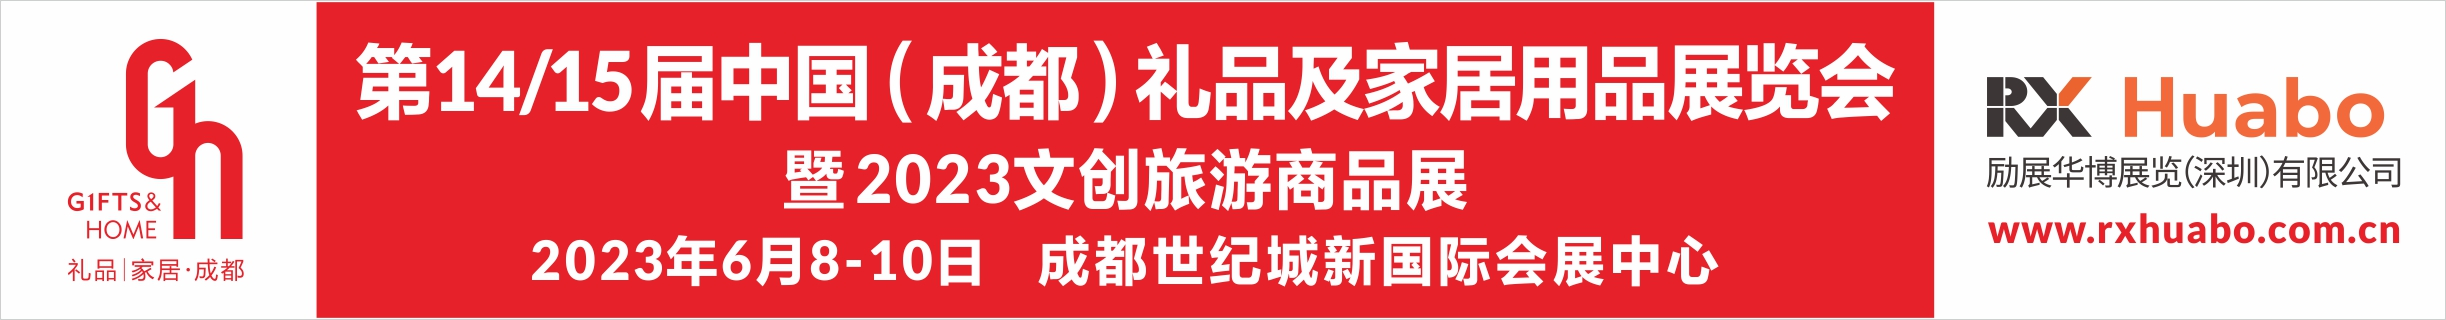 G1FTS&
HOME
礼品|家居·成都
第14/15届中国(成都)礼品及家居用品展览会
暨2023文创旅游商品展
2023年6月8-10日 成都世纪城新国际会展中心
RX Huabo
励展华博展览(深圳)有限公司
www.rxhuabo.com.cn